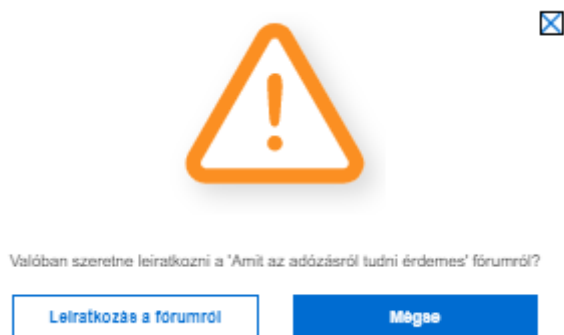 Valóban szeretne leiratkozni a 'Amit az adózásról tudni érdemes' fórumról?
Leiratkozás a fórumról
Mégse